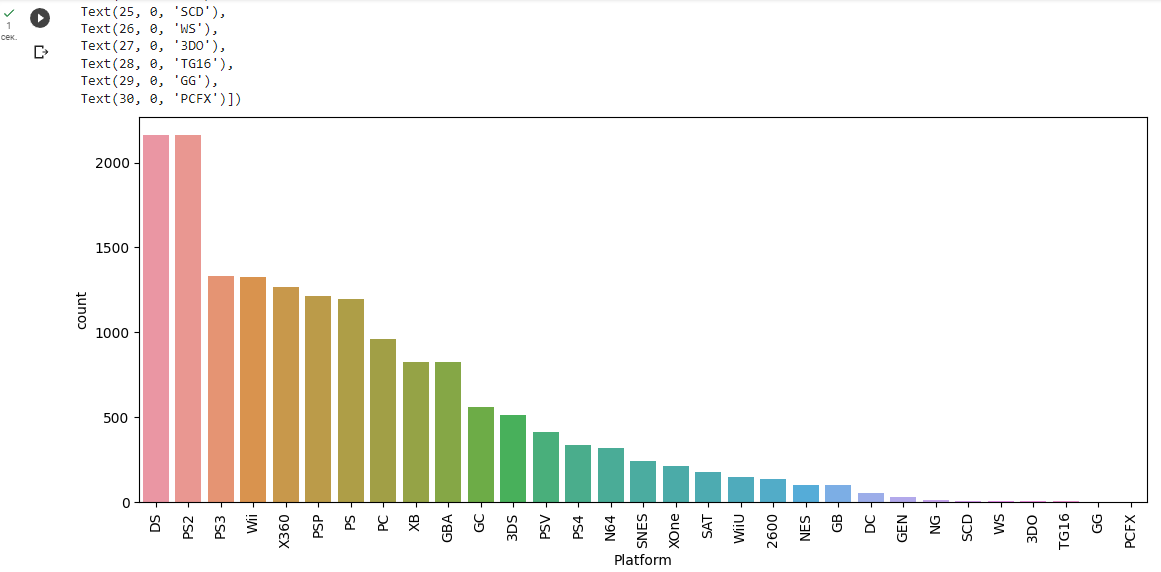 Text(25, 0, 'SCD'),
1
Text(26, 0, 'WS'),
сек.
Text(27, 0, '3DO'),
Text(28, 0, 'TG16'),
Text(29, 0, 'GG'),
Text(30, 0, 'PCFX')])
2000
1500
1000
500
0
count
DS PS2 PS3 Wii X360 PSP PS PC XB GBA GC 3DS PSV PS4 N64 SNES XOne SAT WiiU 2600 NES GB DC GEN NG SCD WS 3DO TG16 GG PCFX
Platform